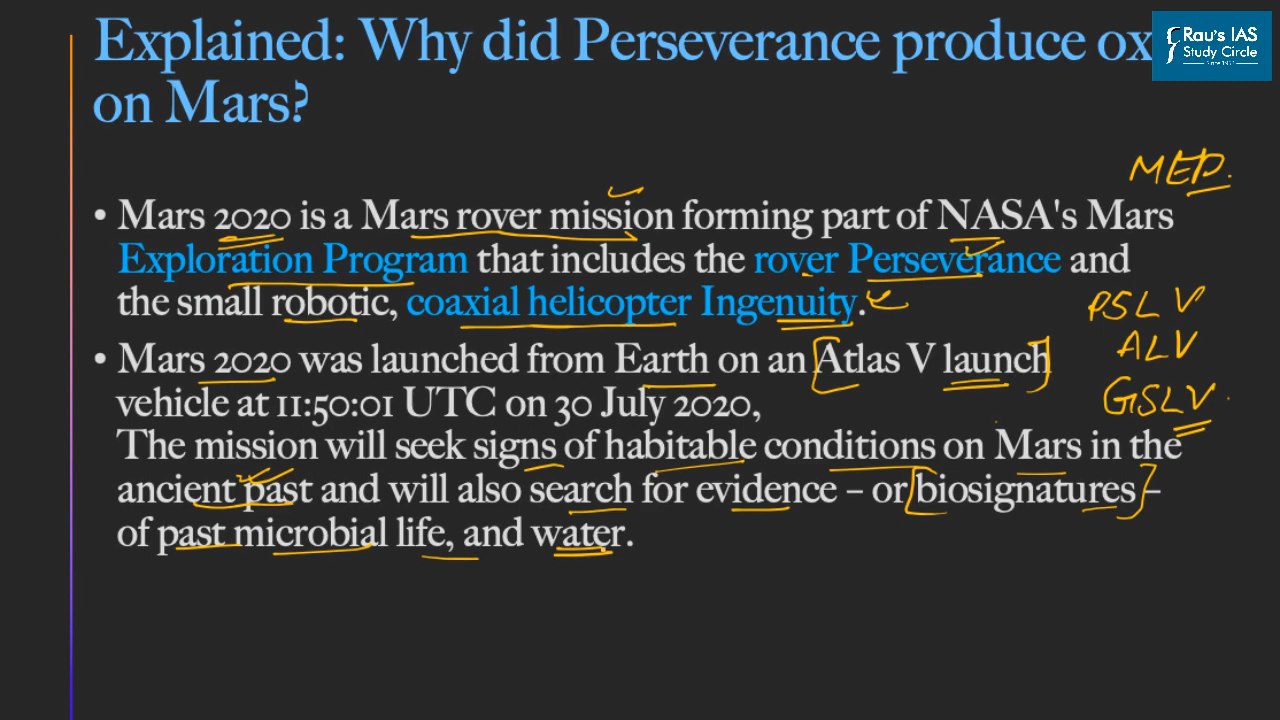 Explained: Why did Perseverance produce ox
on Mars?
Rau's IAS
Study Circle
Since 1953
MEP.
• Mars 2020 is a Mars rover mission forming part of NASA's Mars
Exploration Program that includes the rover Perseverance and
the small robotic, coaxial helicopter Ingenuity.
PSLV
ALV
GSLV
• Mars 2020 was launched from Earth on an Atlas V launch
vehicle at 11:50:01 UTC on 30 July 2020,
The mission will seek signs of habitable conditions on Mars in the
ancient past and will also search for evidence – or biosignatures –
of past microbial life, and water.